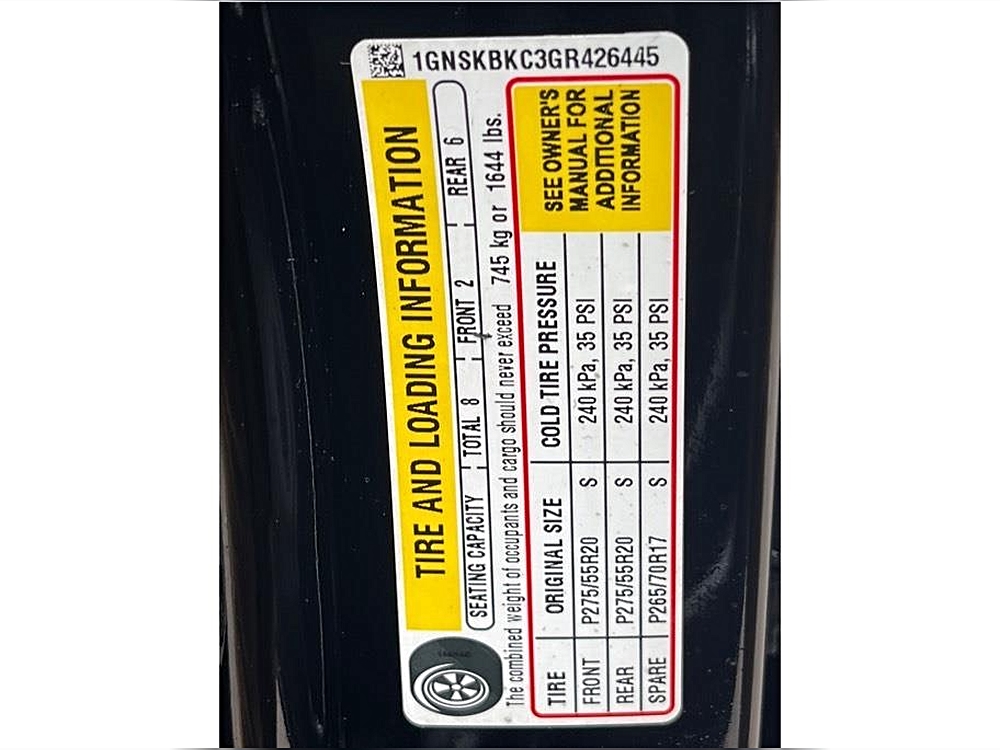 1GNSKBKC3GR426445
TIRE AND LOADING INFORMATION
SEATING CAPACITY TOTAL 8 FRONT 2 REAR 6
The combined weight of occupants and cargo should never exceed 745 kg or 1644 lbs.
TIRE ORIGINAL SIZE COLD TIRE PRESSURE
FRONT P275/55R20 S 240 kPa, 35 PSI
REAR P275/55R20 S 240 kPa, 35 PSI
SPARE P265/70R17 S 240 kPa, 35 PSI
SEE OWNER'S
MANUAL FOR
ADDITIONAL
INFORMATION